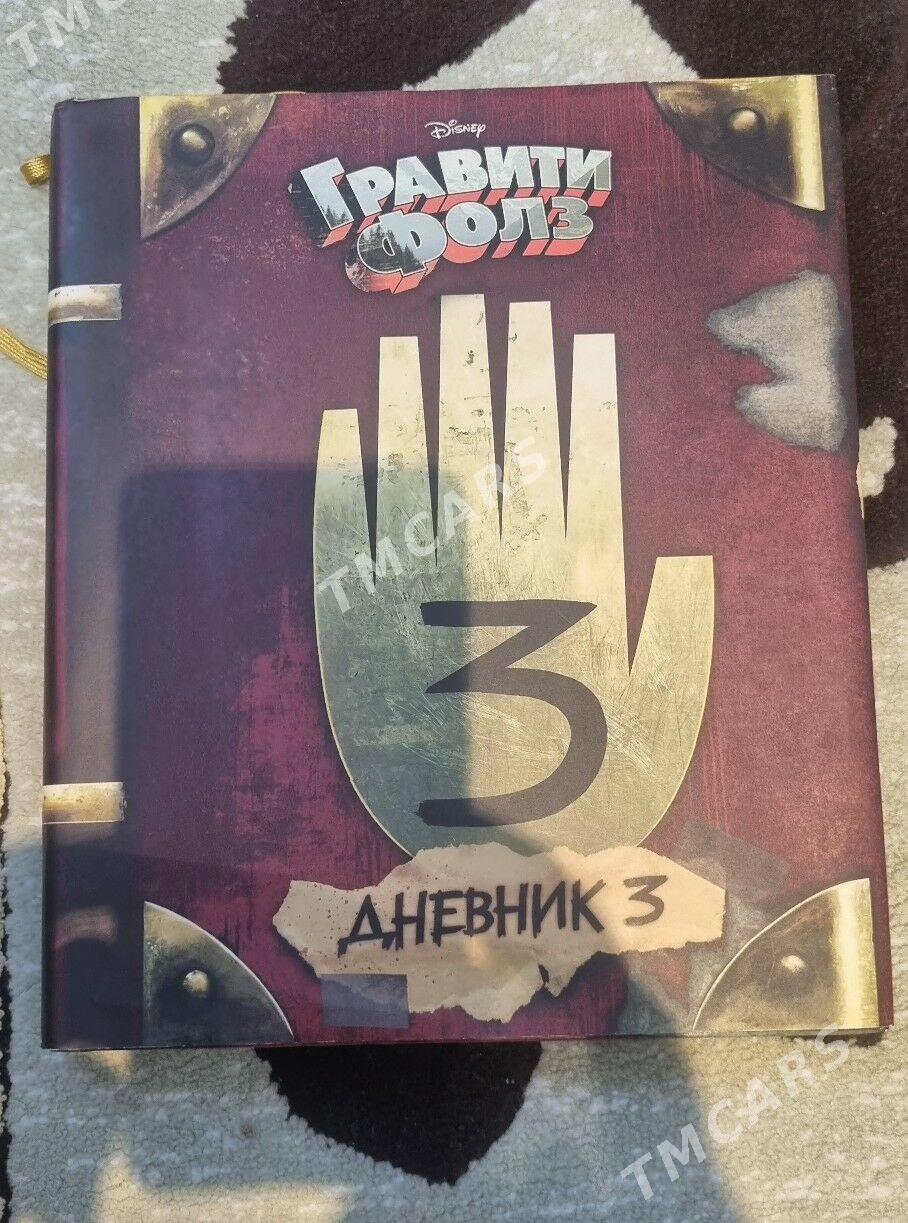 TMCARS
Disney
ГРАВИТИ
ФОЛЗ
TMCARS
3
ДНЕВНИК 3
TMCARS